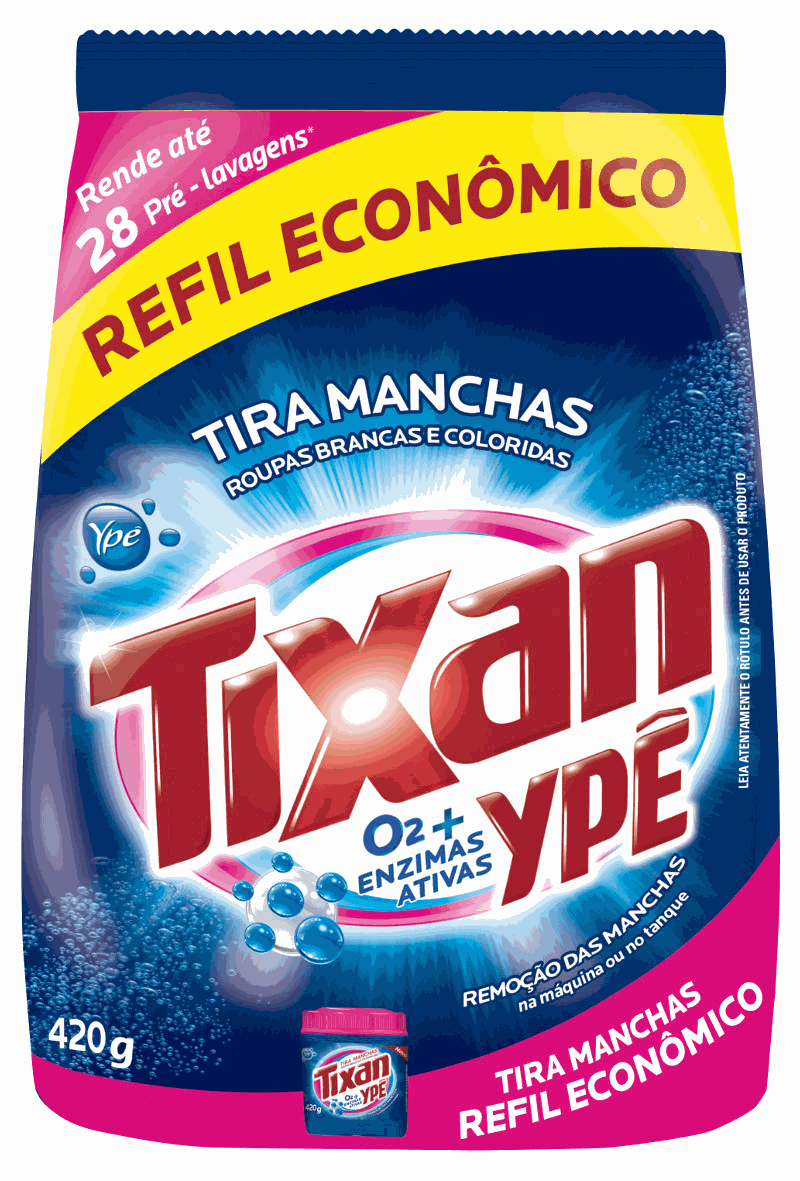 Rende até
28 Pré - lavagens*
REFIL ECONÔMICO
TIRA MANCHAS
ROUPAS BRANCAS E COLORIDAS
Ypê
Tixan
YPÊ
O2+
ENZIMAS
ATIVAS
LEIA ATENTAMENTE O RÓTULO ANTES DE USAR O PRODUTO
REMOÇÃO DAS MANCHAS
na máquina ou no tanque
420g
TIRA MANCHAS
Tixan
YPÊ
O2+
420g
TIRA MANCHAS
REFIL ECONÔMICO